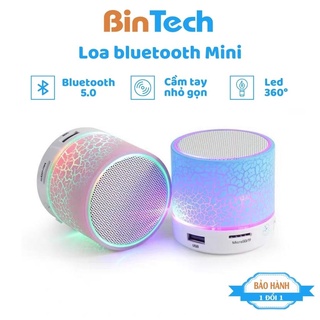 BinTech
Loa bluetooth Mini
Bluetooth
5.0
Cầm tay
nhỏ gọn
Led
360°
BẢO HÀNH
1 ĐỔI 1